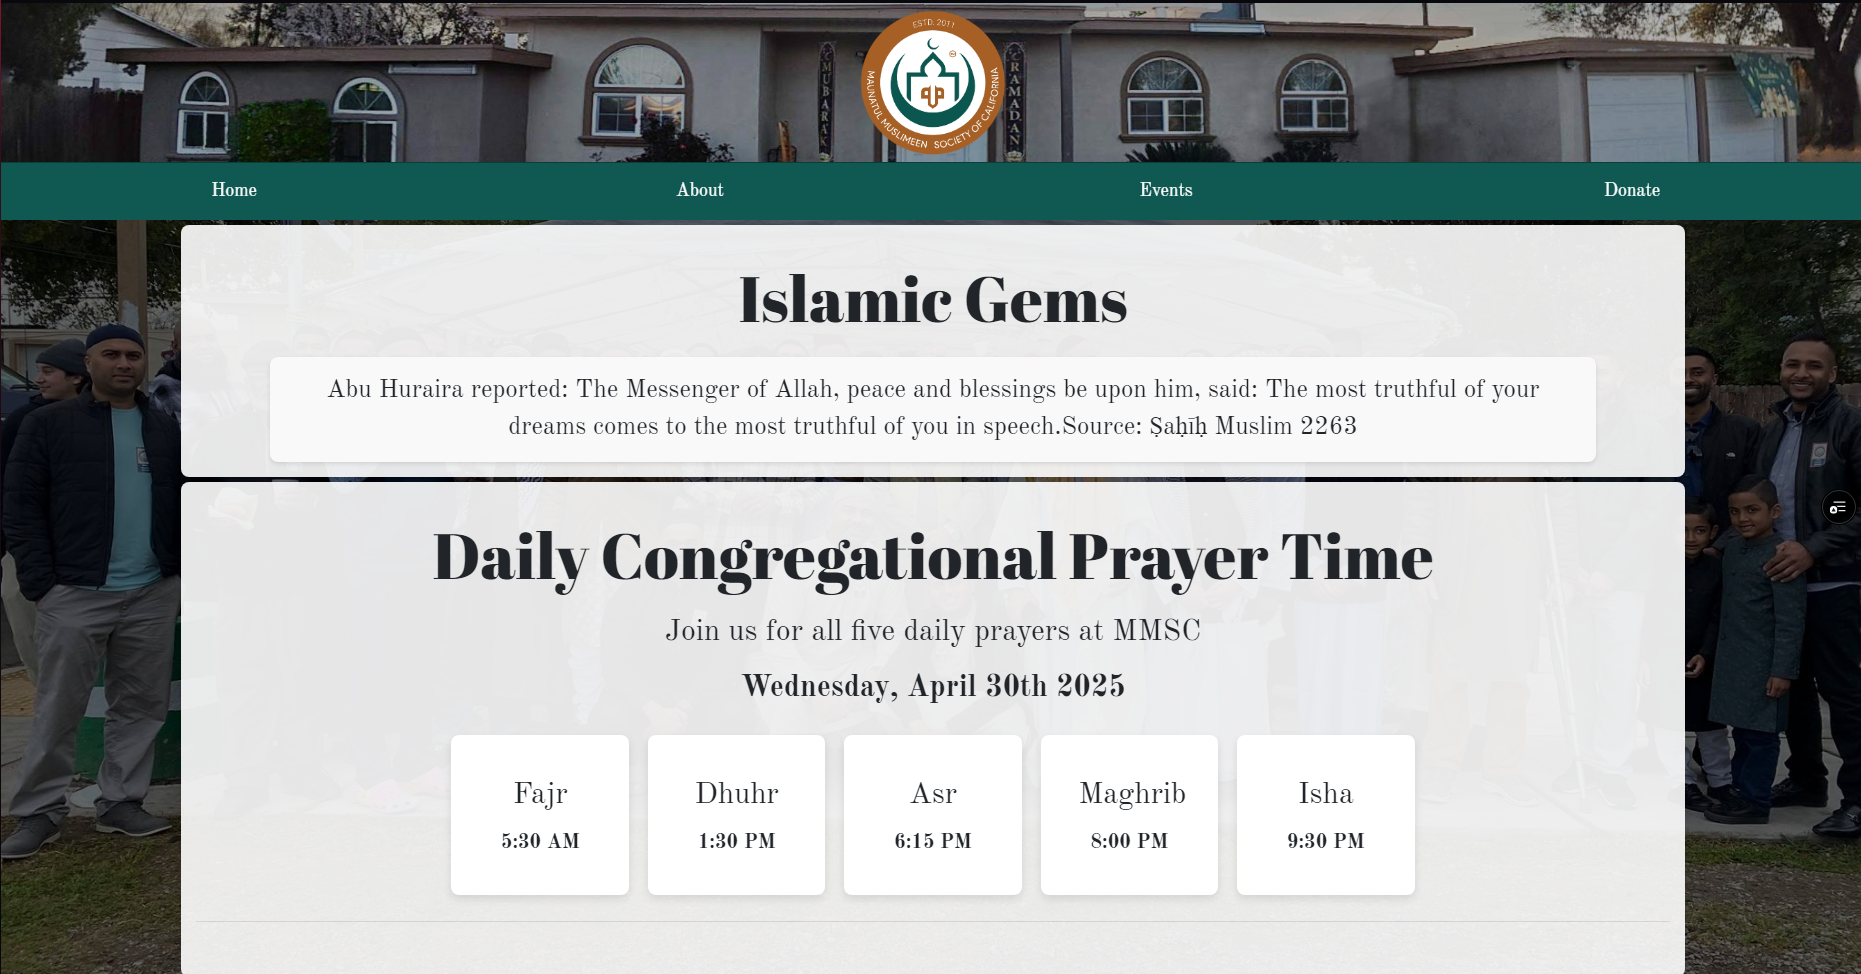 ESTD. 2011
MAUNATUL MUSLIMEEN SOCIETY OF CALIFORNIA
MUBARAK
RAMADAN
Home
About
Events
Donate
Islamic Gems
Abu Huraira reported: The Messenger of Allah, peace and blessings be upon him, said: The most truthful of your
dreams comes to the most truthful of you in speech.Source: Ṣaḥīḥ Muslim 2263
Daily Congregational Prayer Time
Join us for all five daily prayers at MMSC
Wednesday, April 30th 2025
Fajr
5:30 AM
Dhuhr
1:30 PM
Asr
6:15 PM
Maghrib
8:00 PM
Isha
9:30 PM